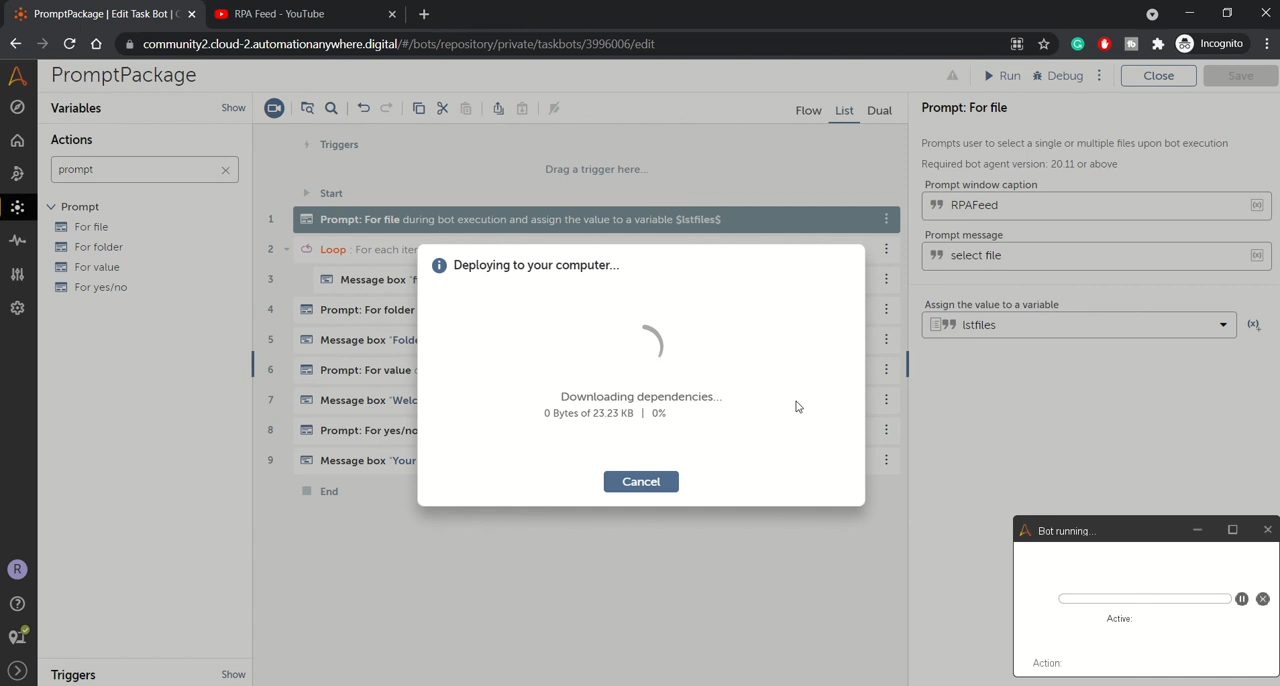 PromptPackage | Edit Task Bot |
RPA Feed - YouTube
community2.cloud-2.automationanywhere.digital/#/bots/repository/private/taskbots/3996006/edit
Incognito
PromptPackage
Run
Debug
Close
Save
Variables
Show
Actions
prompt
Prompt
For file
For folder
For value
For yes/no
Triggers
Show
Flow
List
Dual
Triggers
Drag a trigger here...
Start
1 Prompt: For file during bot execution and assign the value to a variable $lstfiles$
2 Loop : For each iter
3 Message box "f
4 Prompt: For folder
5 Message box "Folde
6 Prompt: For value
7 Message box "Welc
8 Prompt: For yes/no
9 Message box "Your
End
Deploying to your computer...
Downloading dependencies...
0 Bytes of 23.23 KB | 0%
Cancel
Prompt: For file
Prompts user to select a single or multiple files upon bot execution
Required bot agent version: 20.11 or above
Prompt window caption
RPAFeed
(x)
Prompt message
select file
(x)
Assign the value to a variable
lstfiles
(x)+
Bot running...
Active:
Action:
R